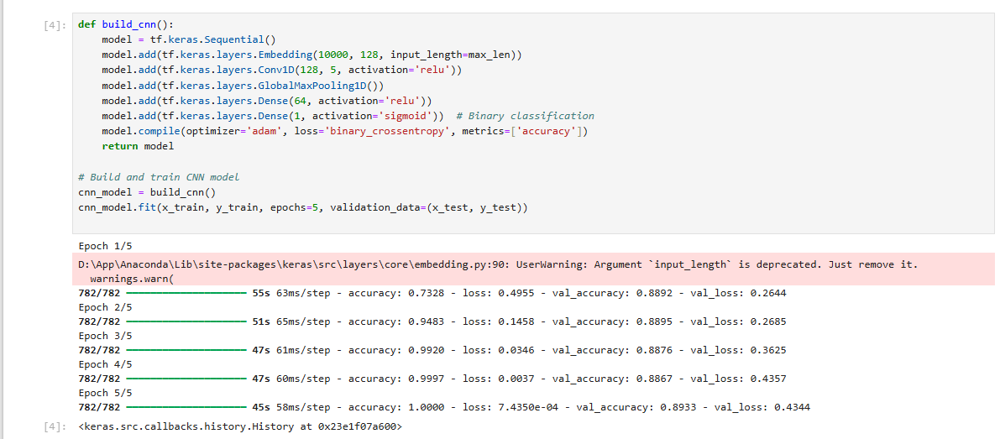 [4]: def build_cnn():
    model = tf.keras.Sequential()
    model.add(tf.keras.layers.Embedding(10000, 128, input_length=max_len))
    model.add(tf.keras.layers.Conv1D(128, 5, activation='relu'))
    model.add(tf.keras.layers.GlobalMaxPooling1D())
    model.add(tf.keras.layers.Dense(64, activation='relu'))
    model.add(tf.keras.layers.Dense(1, activation='sigmoid'))  # Binary classification
    model.compile(optimizer='adam', loss='binary_crossentropy', metrics=['accuracy'])
    return model

# Build and train CNN model
cnn_model = build_cnn()
cnn_model.fit(x_train, y_train, epochs=5, validation_data=(x_test, y_test))

Epoch 1/5
D:\App\Anaconda\Lib\site-packages\keras\src\layers\core\embedding.py:90: UserWarning: Argument `input_length` is deprecated. Just remove it.
  warnings.warn(
782/782 ━━━━━━━━━━━━━━━━━━━━ 55s 63ms/step - accuracy: 0.7328 - loss: 0.4955 - val_accuracy: 0.8892 - val_loss: 0.2644
Epoch 2/5
782/782 ━━━━━━━━━━━━━━━━━━━━ 51s 65ms/step - accuracy: 0.9483 - loss: 0.1458 - val_accuracy: 0.8895 - val_loss: 0.2685
Epoch 3/5
782/782 ━━━━━━━━━━━━━━━━━━━━ 47s 61ms/step - accuracy: 0.9920 - loss: 0.0346 - val_accuracy: 0.8876 - val_loss: 0.3625
Epoch 4/5
782/782 ━━━━━━━━━━━━━━━━━━━━ 47s 60ms/step - accuracy: 0.9997 - loss: 0.0037 - val_accuracy: 0.8867 - val_loss: 0.4357
Epoch 5/5
782/782 ━━━━━━━━━━━━━━━━━━━━ 45s 58ms/step - accuracy: 1.0000 - loss: 7.4350e-04 - val_accuracy: 0.8933 - val_loss: 0.4344
[4]: <keras.src.callbacks.history.History at 0x23e1f07a600>